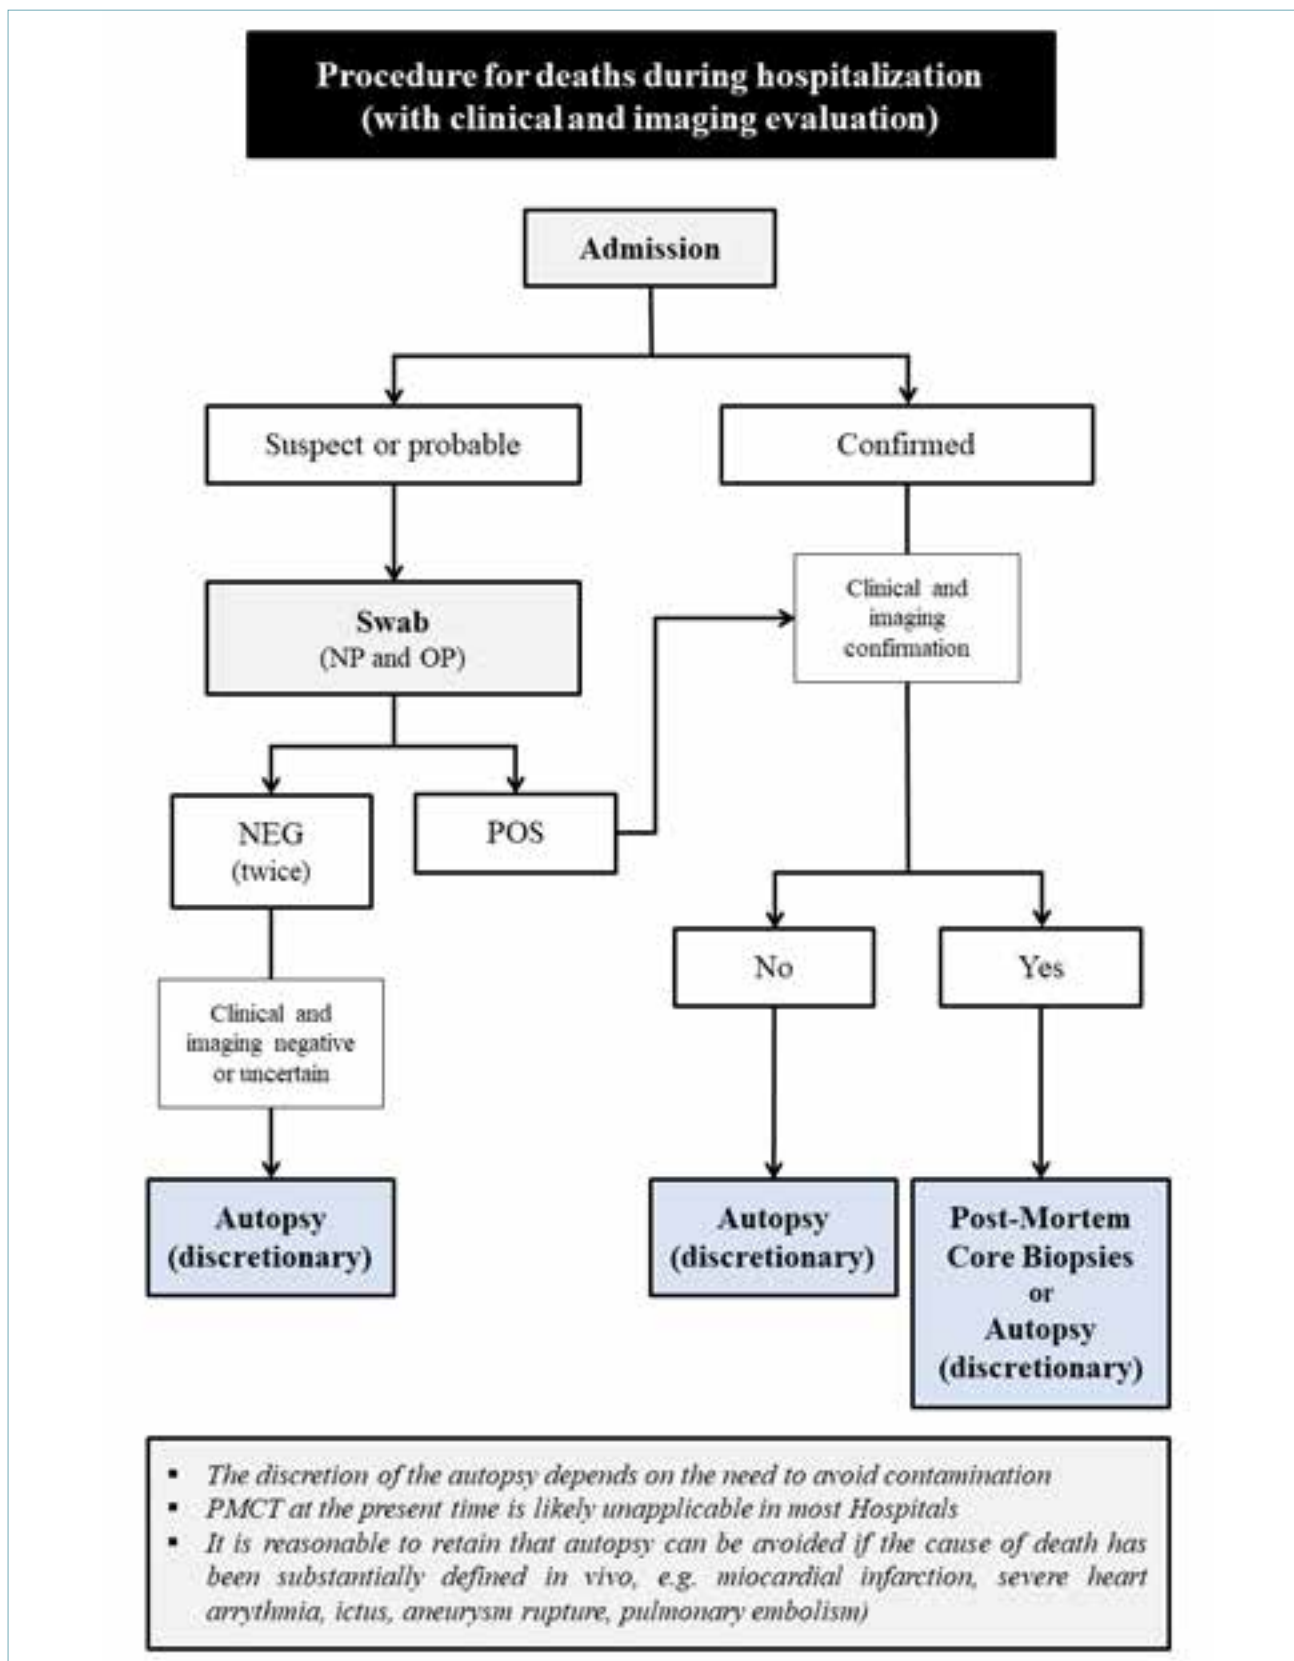 Procedure for deaths during hospitalization
(with clinical and imaging evaluation)
Admission
Suspect or probable
Confirmed
Clinical and
imaging
confirmation
Swab
(NP and OP)
NEG
(twice)
POS
No
Yes
Clinical and
imaging negative
or uncertain
Autopsy
(discretionary)
Autopsy
(discretionary)
Post-Mortem
Core Biopsies
or
Autopsy
(discretionary)
▪ The discretion of the autopsy depends on the need to avoid contamination
▪ PMCT at the present time is likely unapplicable in most Hospitals
▪ It is reasonable to retain that autopsy can be avoided if the cause of death has
been substantially defined in vivo, e.g. miocardial infarction, severe heart
arrythmia, ictus, aneurysm rupture, pulmonary embolism)